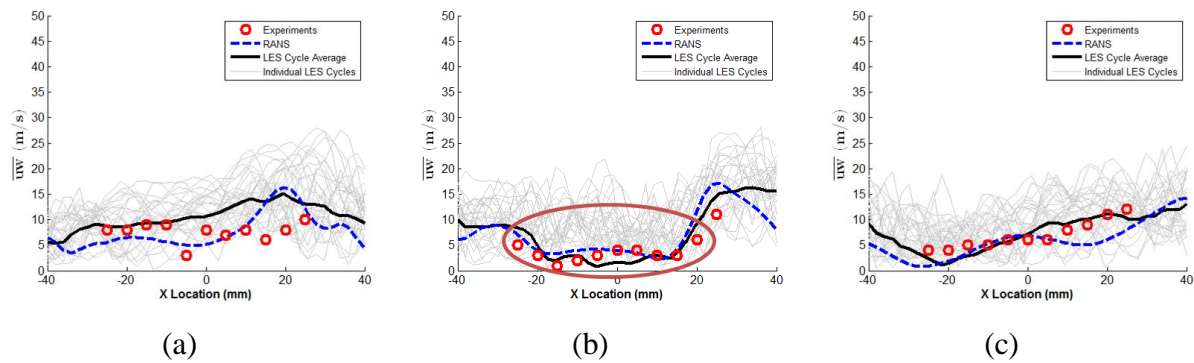 50
45
40
35
30
25
20
15
10
5
0
-40 -20 0 20 40
uw (m/s)
X Location (mm)
Experiments
RANS
LES Cycle Average
Individual LES Cycles
(a)
50
45
40
35
30
25
20
15
10
5
0
-40 -20 0 20 40
uw (m/s)
X Location (mm)
Experiments
RANS
LES Cycle Average
Individual LES Cycles
(b)
50
45
40
35
30
25
20
15
10
5
0
-40 -20 0 20 40
uw (m/s)
X Location (mm)
Experiments
RANS
LES Cycle Average
Individual LES Cycles
(c)